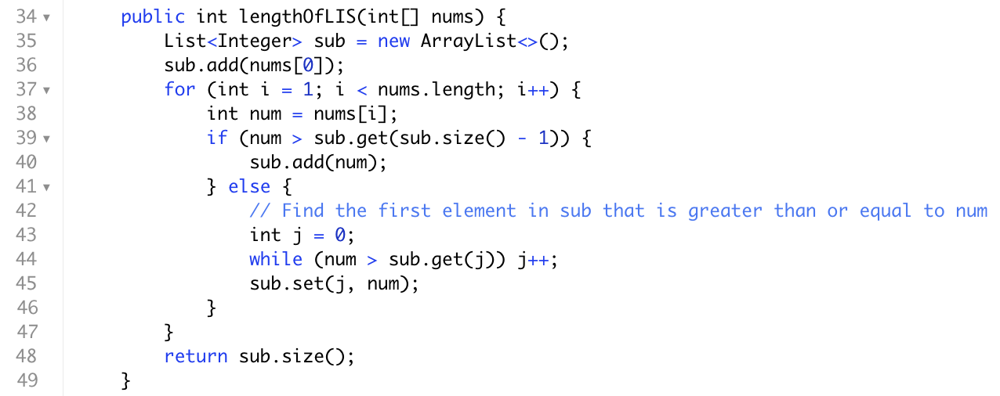 34 ▾ public int lengthOfLIS(int[] nums) {
35 List<Integer> sub = new ArrayList<>();
36 sub.add(nums[0]);
37 ▾ for (int i = 1; i < nums.length; i++) {
38 int num = nums[i];
39 ▾ if (num > sub.get(sub.size() - 1)) {
40 sub.add(num);
41 ▾ } else {
42 // Find the first element in sub that is greater than or equal to num
43 int j = 0;
44 while (num > sub.get(j)) j++;
45 sub.set(j, num);
46 }
47 }
48 return sub.size();
49 }